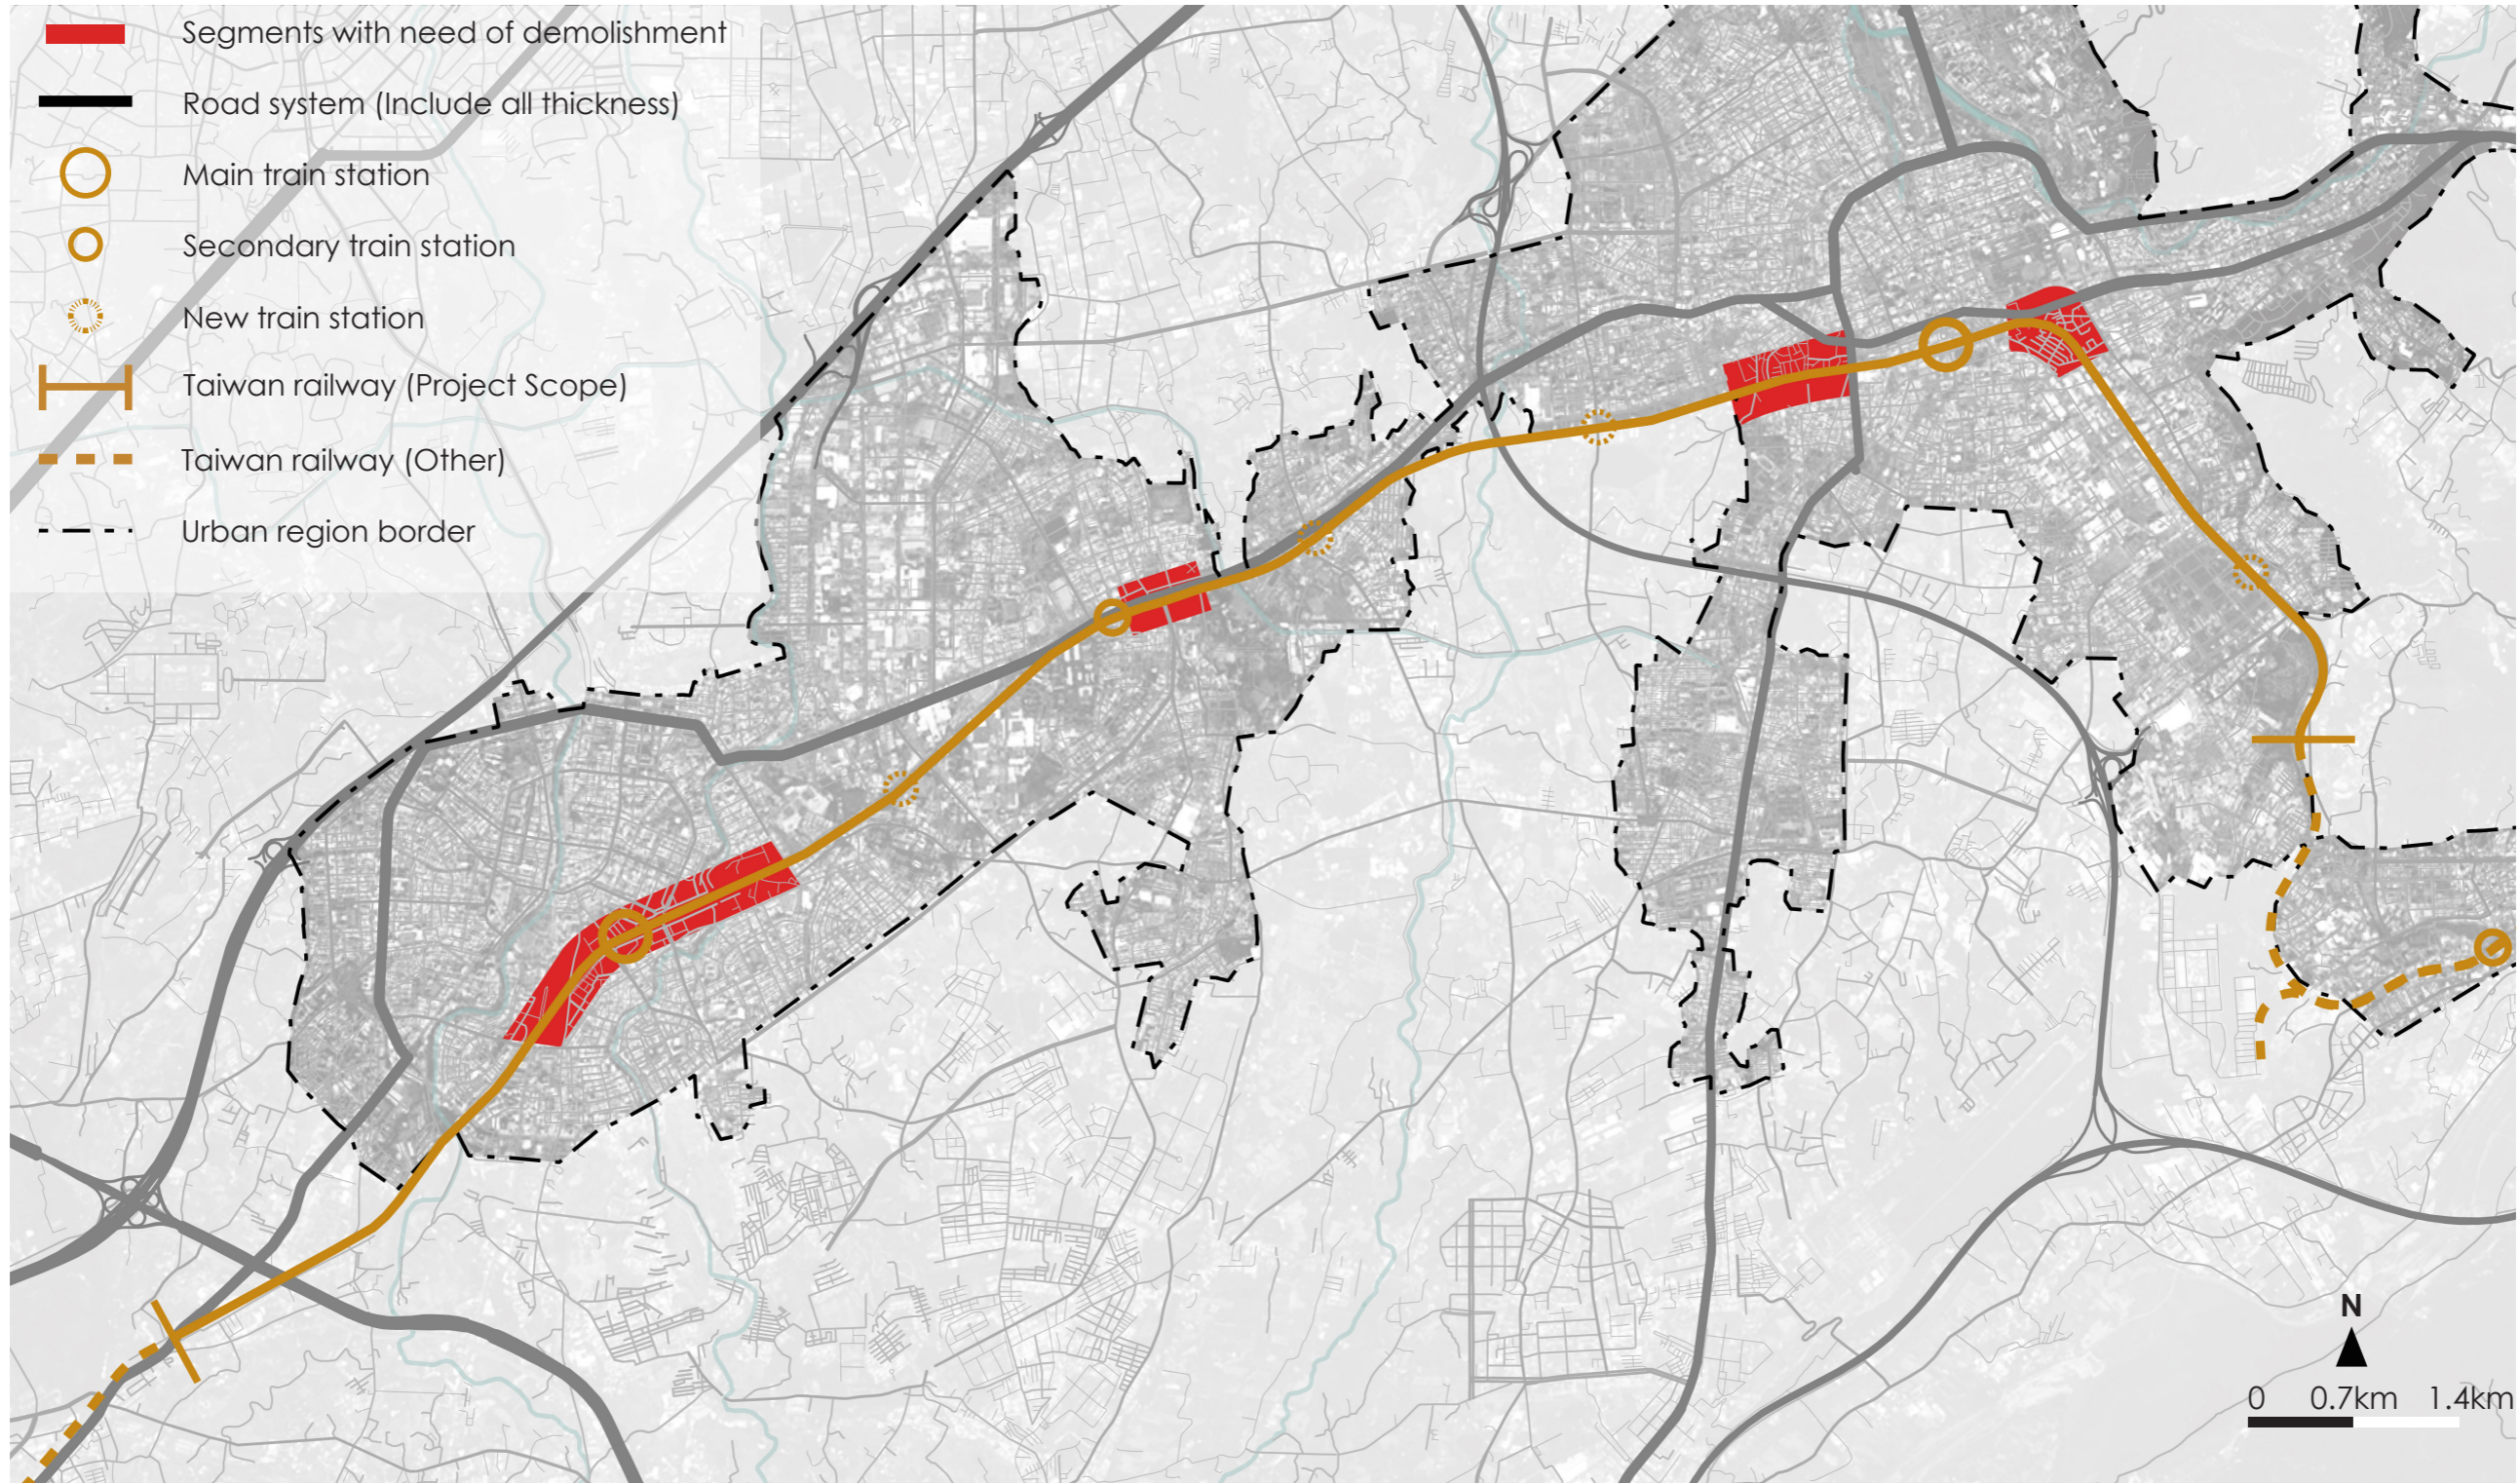 Segments with need of demolishment
Road system (Include all thickness)
Main train station
Secondary train station
New train station
Taiwan railway (Project Scope)
Taiwan railway (Other)
Urban region border
N
0 0.7km 1.4km